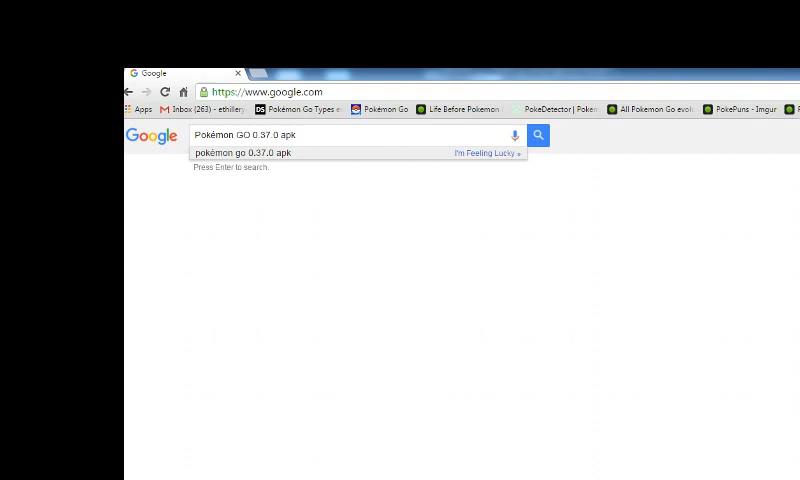 Google
https://www.google.com
Apps Inbox (263) - ethillery DS Pokémon Go Types e Pokémon Go Life Before Pokemon PokeDetector | Pokem All Pokemon Go evol PokePuns - Imgur
Google Pokémon GO 0.37.0 apk
pokémon go 0.37.0 apk I'm Feeling Lucky »
Press Enter to search.